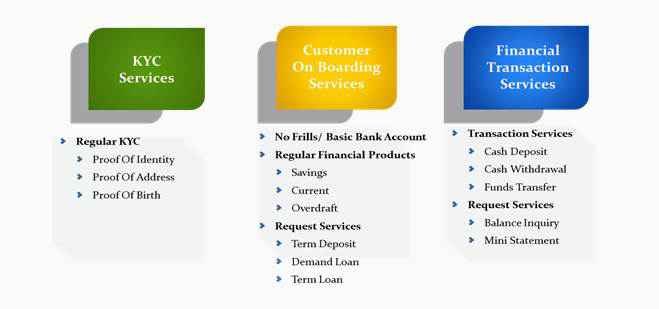 KYC
Services
Regular KYC
Proof Of Identity
Proof Of Address
Proof Of Birth
Customer
On Boarding
Services
No Frills/ Basic Bank Account
Regular Financial Products
Savings
Current
Overdraft
Request Services
Term Deposit
Demand Loan
Term Loan
Financial
Transaction
Services
Transaction Services
Cash Deposit
Cash Withdrawal
Funds Transfer
Request Services
Balance Inquiry
Mini Statement